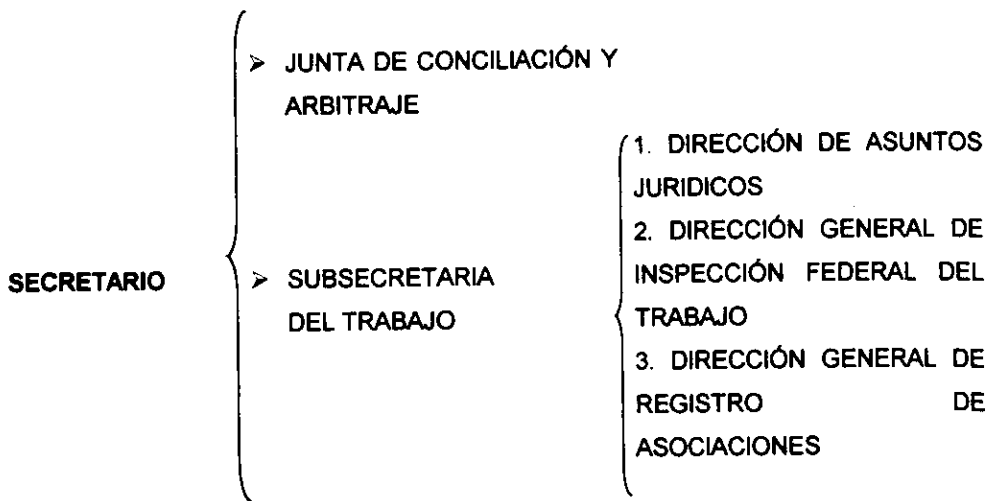 ➢ JUNTA DE CONCILIACIÓN Y
ARBITRAJE
SECRETARIO
➢ SUBSECRETARIA
DEL TRABAJO
1. DIRECCIÓN DE ASUNTOS
JURIDICOS
2. DIRECCIÓN GENERAL DE
INSPECCIÓN FEDERAL DEL
TRABAJO
3. DIRECCIÓN GENERAL DE
REGISTRO DE
ASOCIACIONES